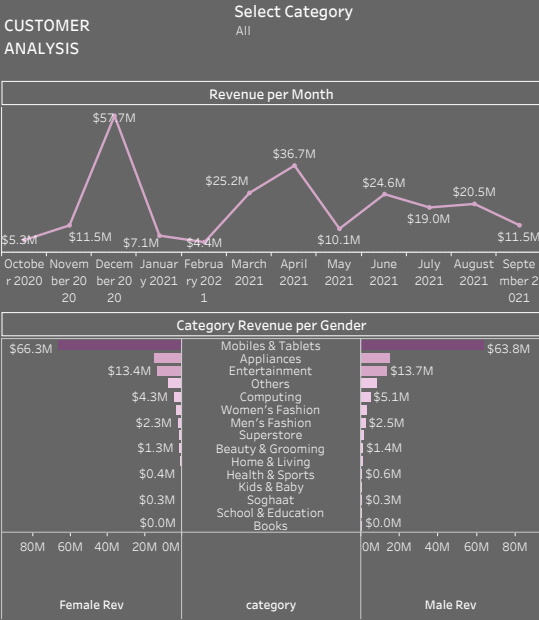 CUSTOMER
ANALYSIS
Select Category
All
Revenue per Month
$57.7M
$36.7M
$25.2M
$24.6M
$20.5M
$19.0M
$5.3M
$11.5M
$7.1M
$4.4M
$10.1M
$11.5M
Octobe Novem Decem Januar Februa March April May June July August Septe
r 2020 ber 20 ber 20 y 2021 ry 202 2021 2021 2021 2021 2021 2021 mber 2
20 20 1 021
Category Revenue per Gender
$66.3M Mobiles & Tablets $63.8M
Appliances
$13.4M Entertainment $13.7M
Others
$4.3M Computing $5.1M
Women's Fashion
$2.3M Men's Fashion $2.5M
Superstore
$1.3M Beauty & Grooming $1.4M
Home & Living
$0.4M Health & Sports $0.6M
Kids & Baby
$0.3M Soghaat $0.3M
School & Education
$0.0M Books $0.0M
80M 60M 40M 20M 0M 0M 20M 40M 60M 80M
Female Rev category Male Rev